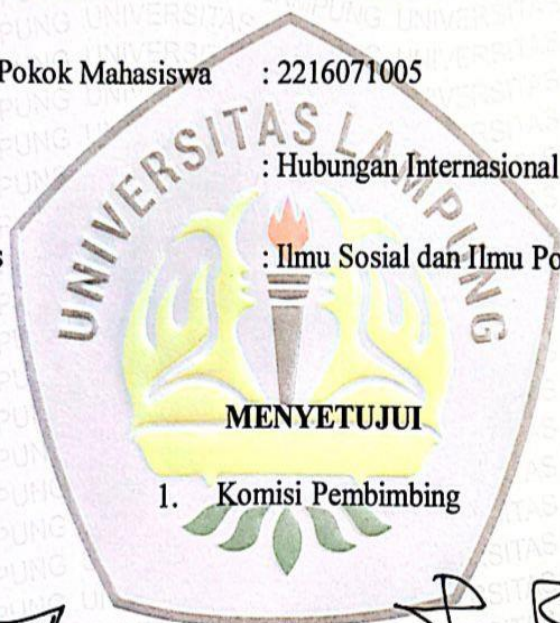 Pokok Mahasiswa : 2216071005
: Hubungan Internasional
UNIVERSITAS LAMPUNG
s : Ilmu Sosial dan Ilmu Po
MENYETUJUI
1. Komisi Pembimbing